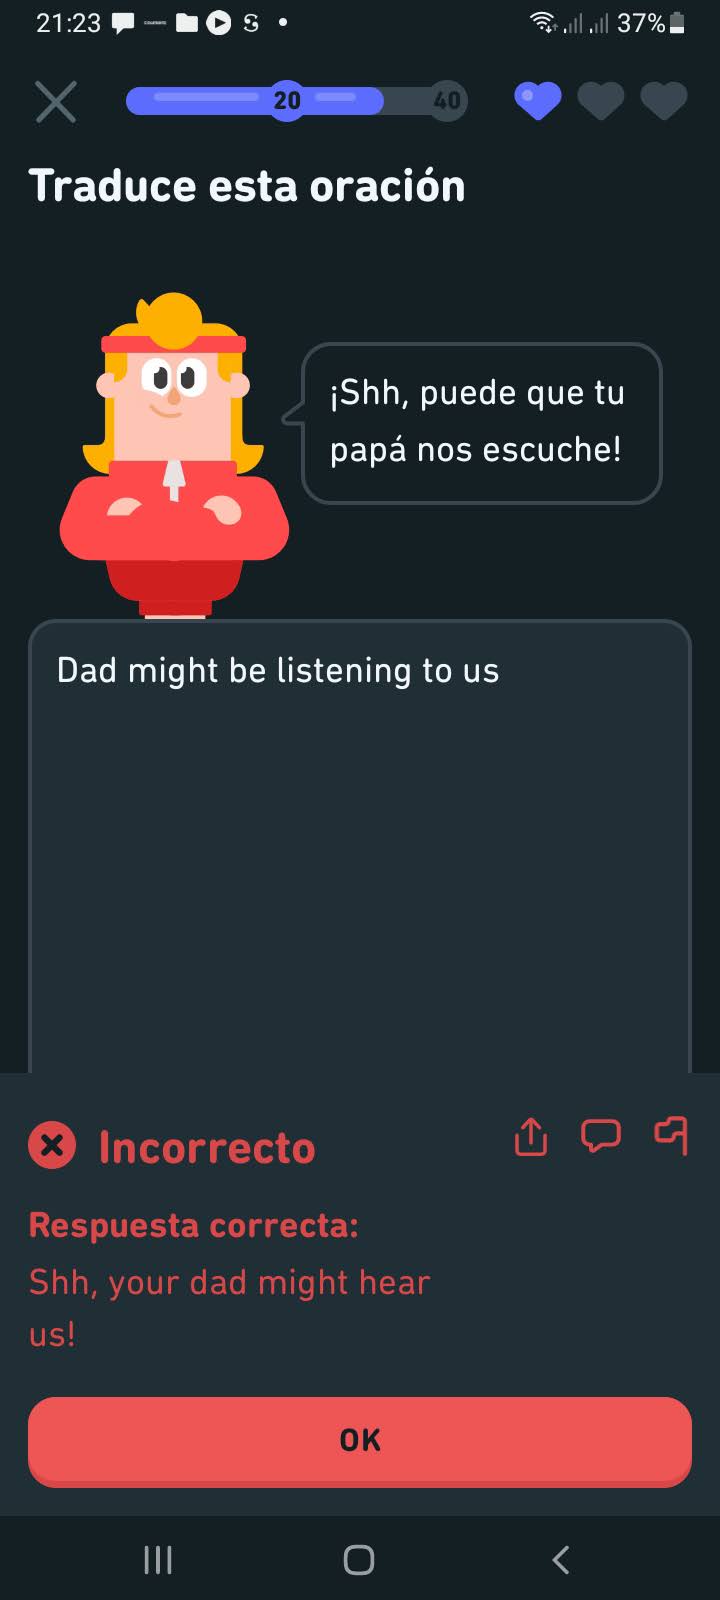 21:23
37%
20
40
Traduce esta oración
¡Shh, puede que tu
papá nos escuche!
Dad might be listening to us
Incorrecto
Respuesta correcta:
Shh, your dad might hear
us!
OK